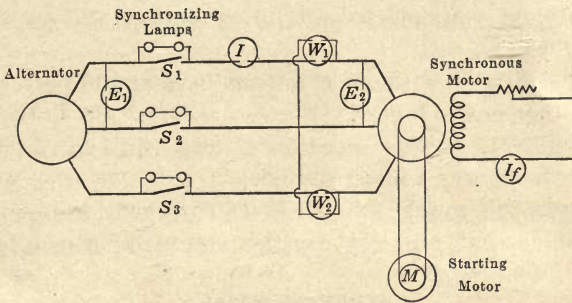 Synchronizing
Lamps
I
W1
S1
Synchronous
Motor
Alternator
E1
E2
S2
If
S3
W2
M
Starting
Motor